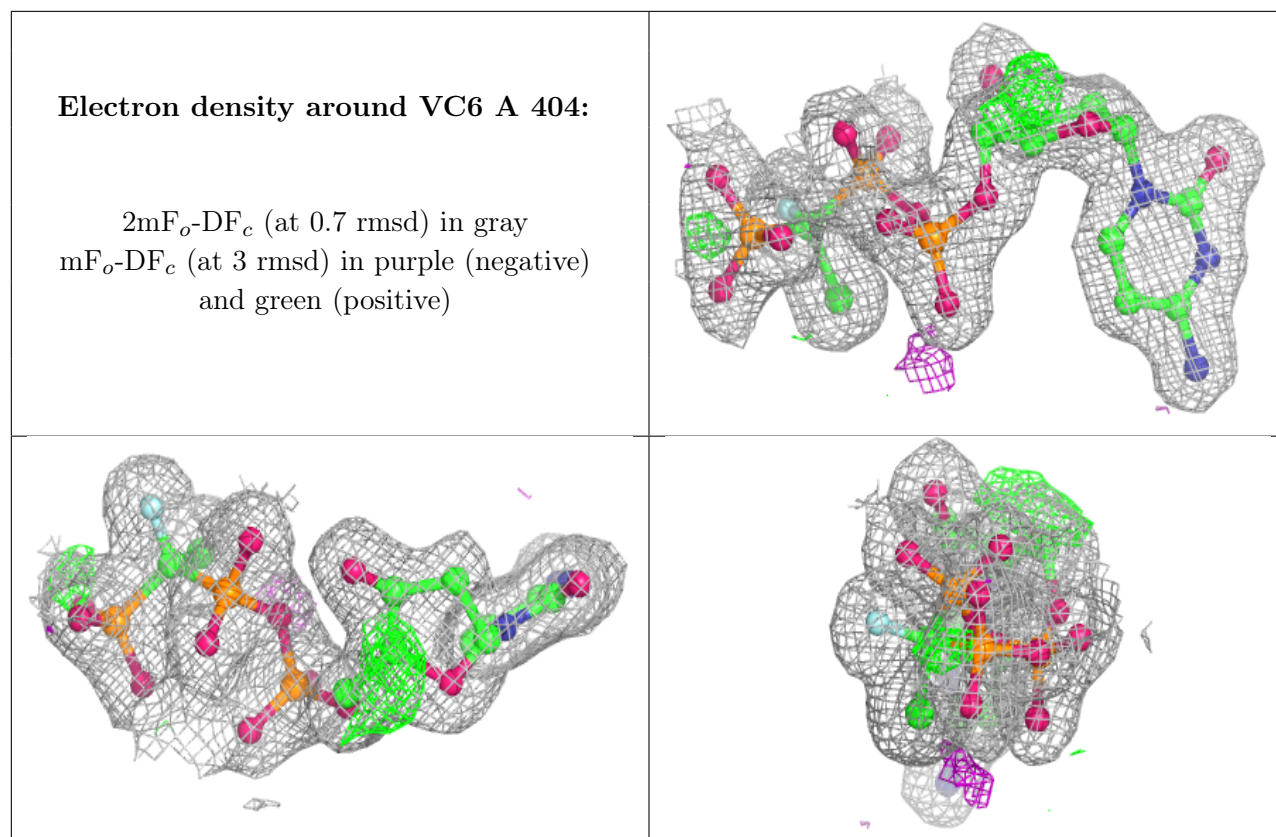 Electron density around VC6 A 404:
2mFo-DFc (at 0.7 rmsd) in gray
mFo-DFc (at 3 rmsd) in purple (negative)
and green (positive)